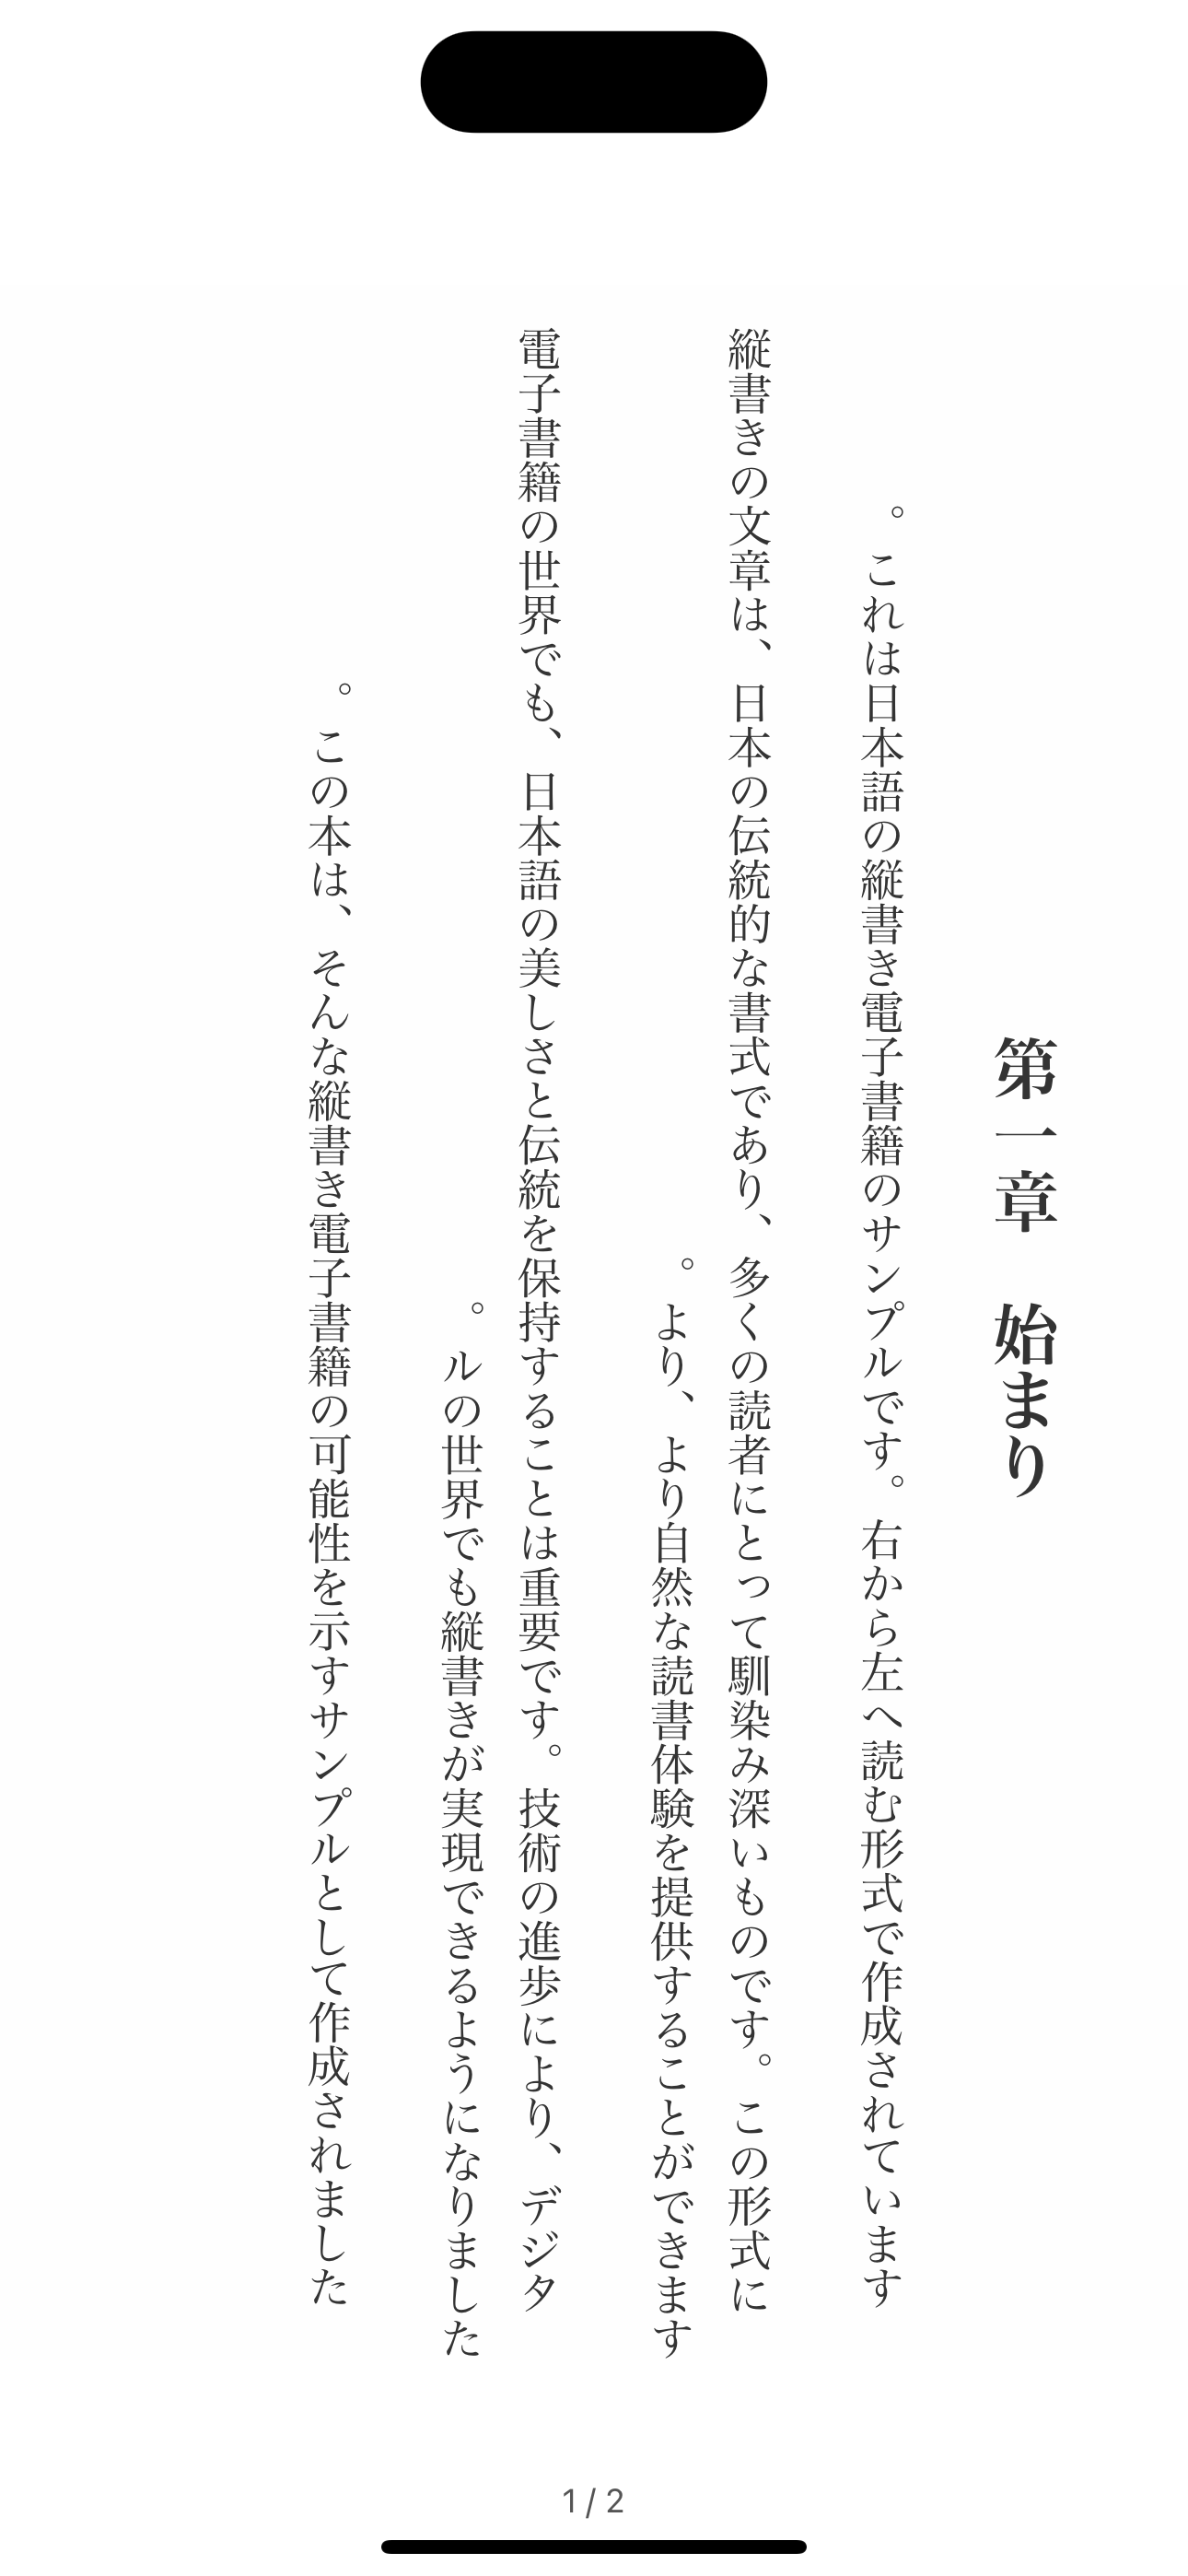 第一章　始まり
。これは日本語の縦書き電子書籍のサンプルです。右から左へ読む形式で作成されています
縦書きの文章は、日本の伝統的な書式であり、多くの読者にとって馴染み深いものです。この形式に
。より、より自然な読書体験を提供することができます
電子書籍の世界でも、日本語の美しさと伝統を保持することは重要です。技術の進歩により、デジタ
。ルの世界でも縦書きが実現できるようになりました
。この本は、そんな縦書き電子書籍の可能性を示すサンプルとして作成されました
1 / 2